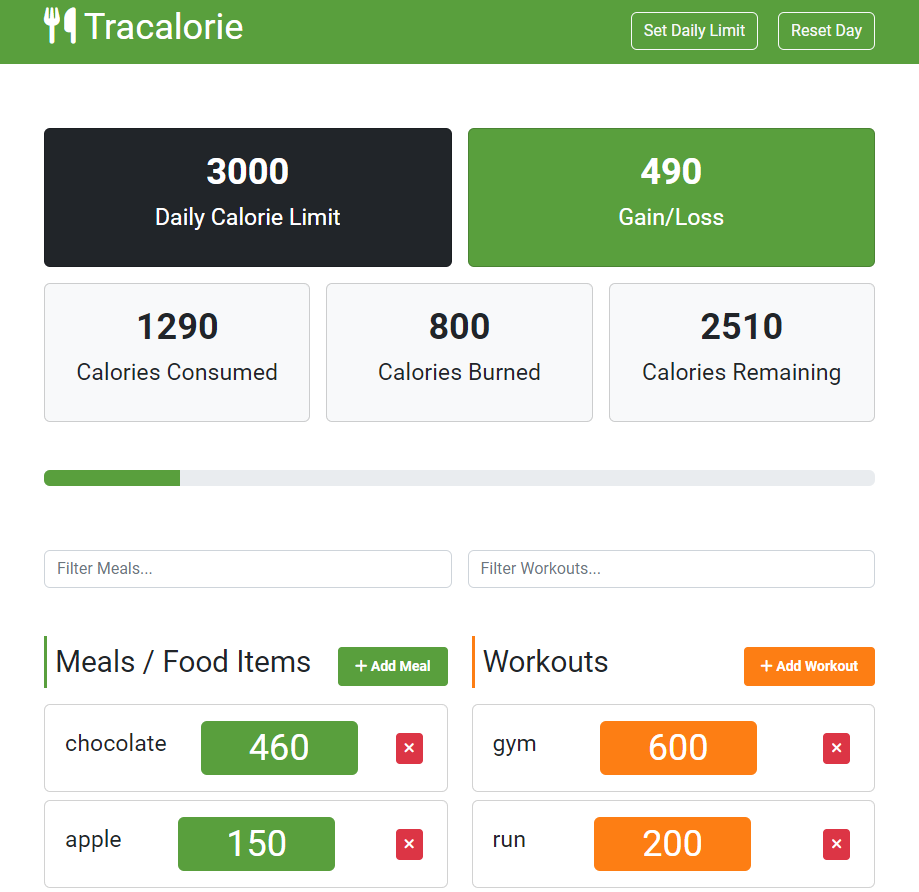 Tracalorie
Set Daily Limit
Reset Day
3000
Daily Calorie Limit
490
Gain/Loss
1290
Calories Consumed
800
Calories Burned
2510
Calories Remaining
Filter Meals...
Filter Workouts...
Meals / Food Items
+ Add Meal
Workouts
+ Add Workout
chocolate
460
×
gym
600
×
apple
150
×
run
200
×